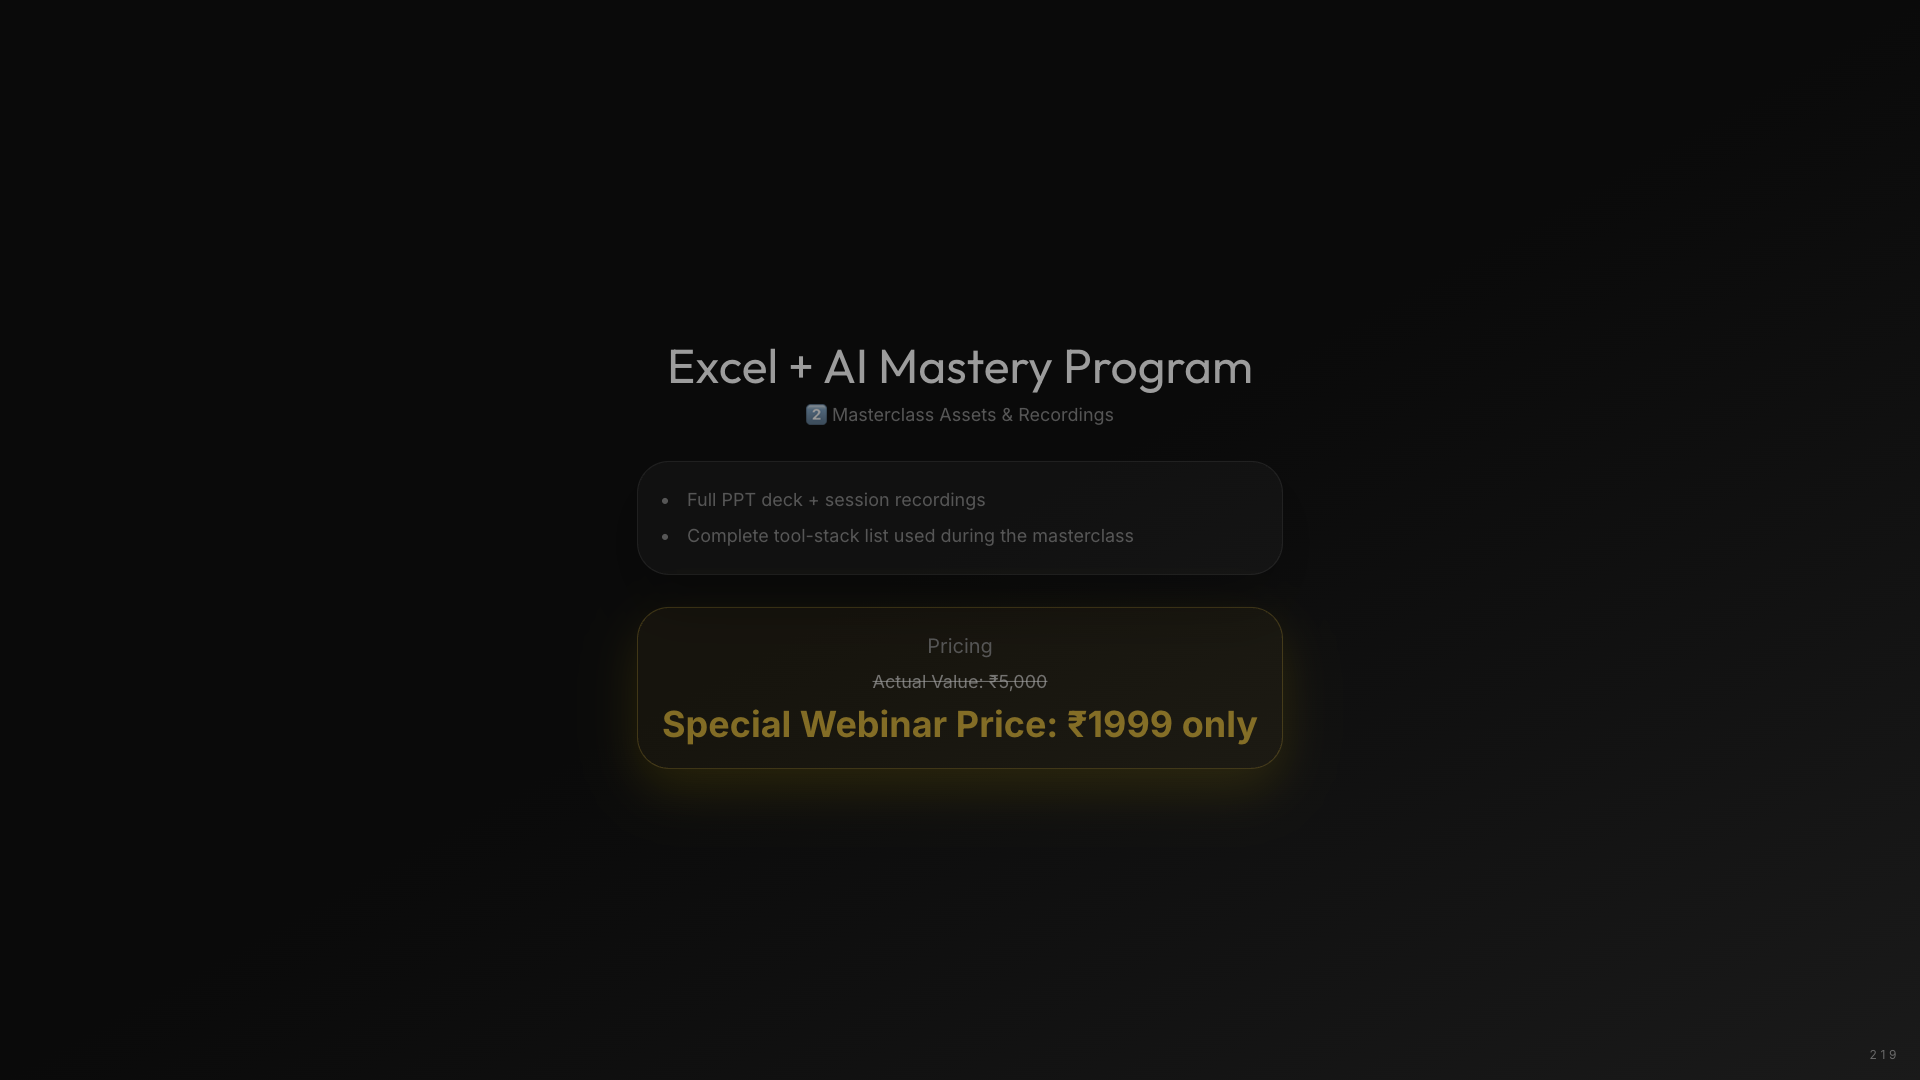 Excel + AI Mastery Program
2️⃣ Masterclass Assets & Recordings
• Full PPT deck + session recordings
• Complete tool-stack list used during the masterclass
Pricing
Actual Value: ₹5,000
Special Webinar Price: ₹1999 only
219